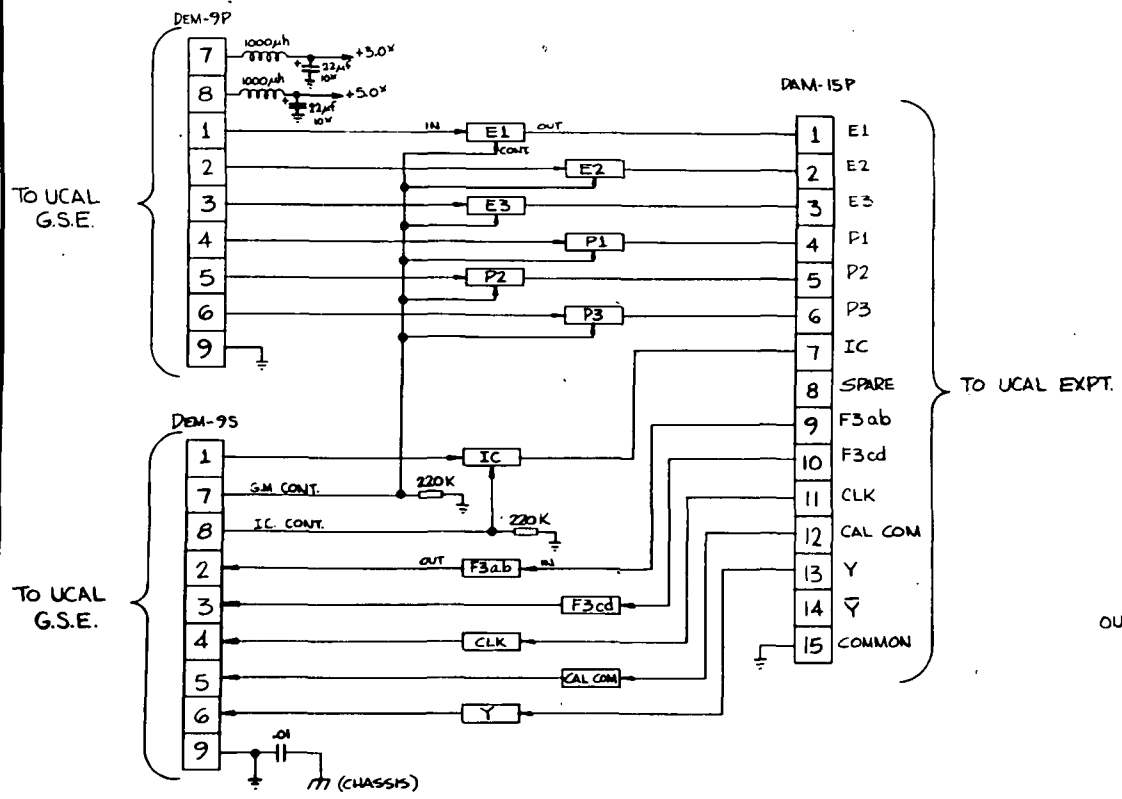 DEM-9P
7
1000µh
+3.0V
+ 22µf
10V
8
1000µh
+5.0V
+ 22µf
10V
1
IN
E1
OUT
CONT
2
E2
3
E3
4
P1
5
P2
6
P3
9
TO UCAL
G.S.E.
DEM-9S
1
IC
7
G.M CONT.
220K
8
I.C. CONT.
220K
2
OUT
F3ab
IN
3
F3cd
4
CLK
5
CAL COM
6
Y
9
.01
(CHASSIS)
TO UCAL
G.S.E.
DAM-15P
1 E1
2 E2
3 E3
4 P1
5 P2
6 P3
7 IC
8 SPARE
9 F3ab
10 F3cd
11 CLK
12 CAL COM
13 Y
14 Ȳ
15 COMMON
TO UCAL EXPT.
OU